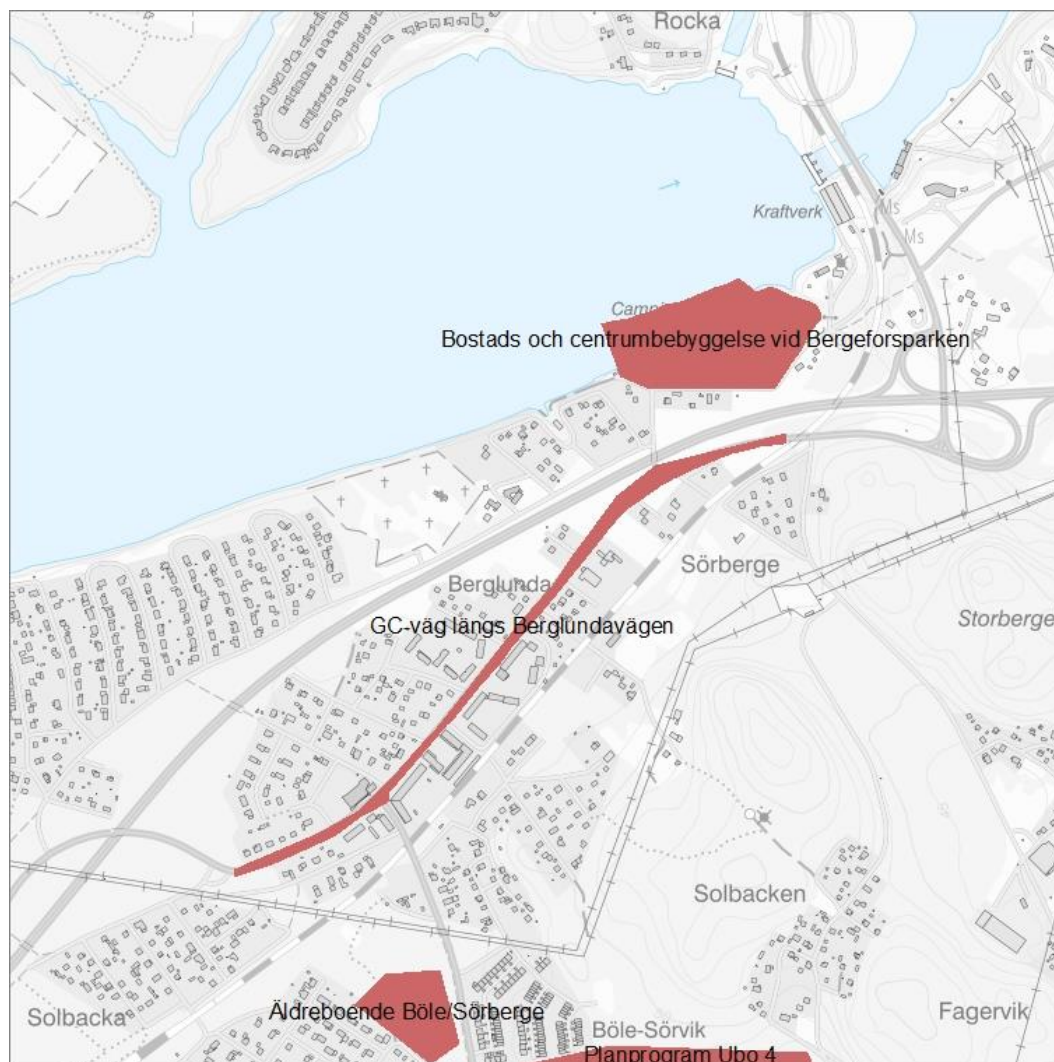 Rocka
Kraftverk
Ms
R
Ms
Campi
Bostads och centrumbebyggelse vid Bergeforsparken
Berglunda
Sörberge
GC-väg längs Berglundavägen
Storberge
Solbacken
Solbacka
Äldreboende Böle/Sörberge
Fagervik
Böle-Sörvik
Planprogram Ubo 4